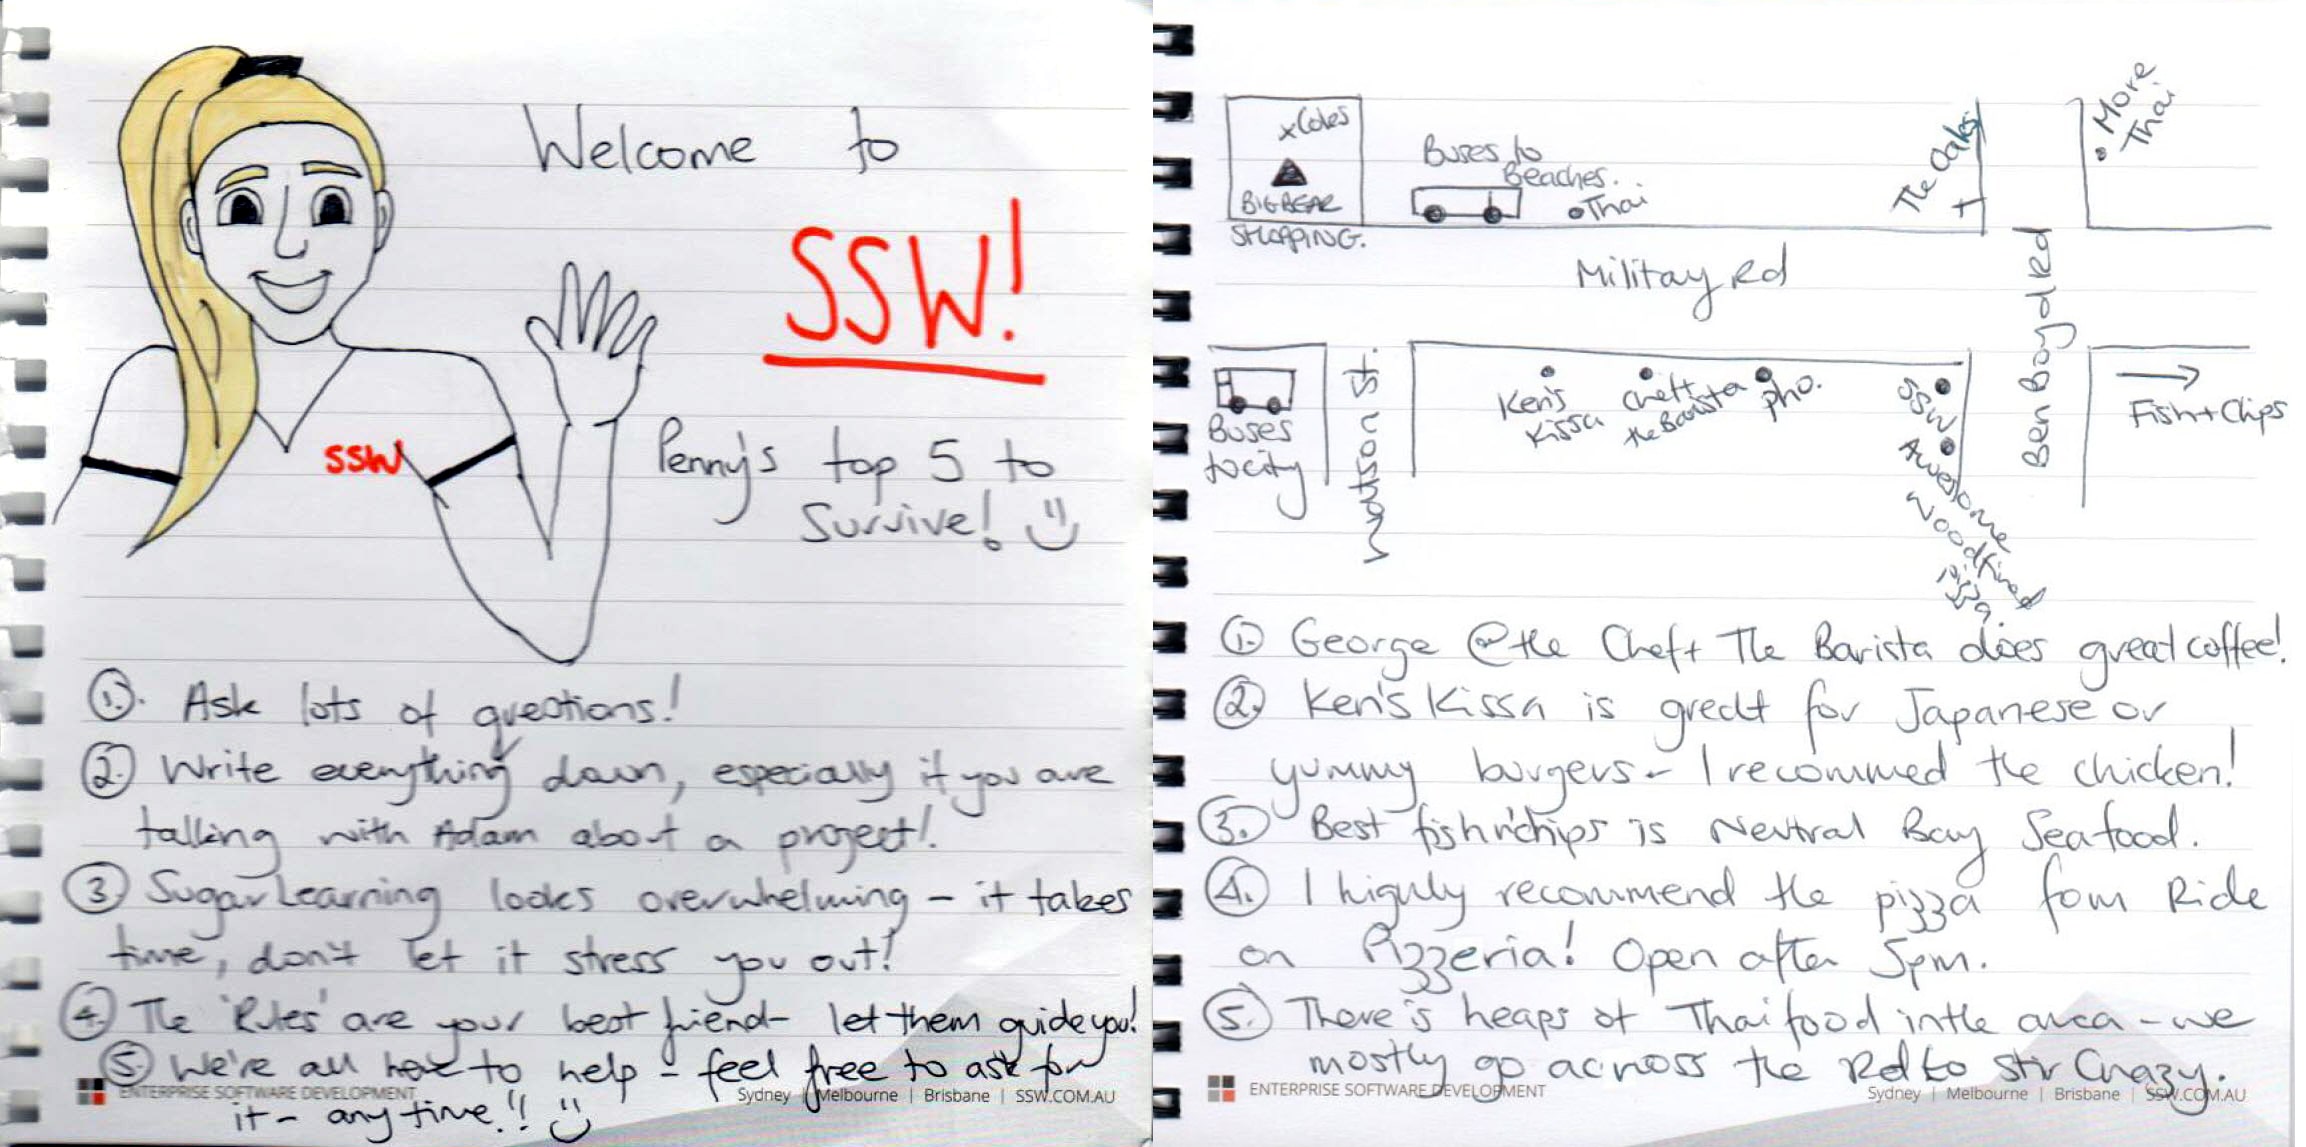 Welcome to
SSW!
SSW
Penny's top 5 to
Survive! :)
1. Ask lots of questions!
2. Write everything down, especially if you are
talking with Adam about a project!
3 SugarLearning looks overwhelming - it takes
time, don't let it stress you out!
4. The 'Rules' are your best friend - let them guide you!
5. We're all here to help - feel free to ask for
it - any time!! :)
ENTERPRISE SOFTWARE DEVELOPMENT
Sydney | Melbourne | Brisbane | SSW.COM.AU
x Coles
BIGBEAR
SHOPPING.
Buses to
Beaches.
Thai
The Oaks
More
Thai
Militay Rd
Ben Boyd Rd
Buses
to city
Watson St.
Ken's
Kissa
Chef +
the Barista
pho.
SSW
Awesome
Woodfired
Pizza
Fish + Chips
1. George @ the Chef + The Barista does great coffee!
2. Ken's Kissa is great for Japanese or
yummy burgers - I recommed the chicken!
3. Best fish n' chips is Neutral Bay Seafood.
4. I highly recommend the pizza fom Ride
on Pizzeria! Open after 5pm.
5. There is heaps of Thai food in the area - we
mostly go across the Rd to Stir Crazy.
ENTERPRISE SOFTWARE DEVELOPMENT
Sydney | Melbourne | Brisbane | SSW.COM.AU